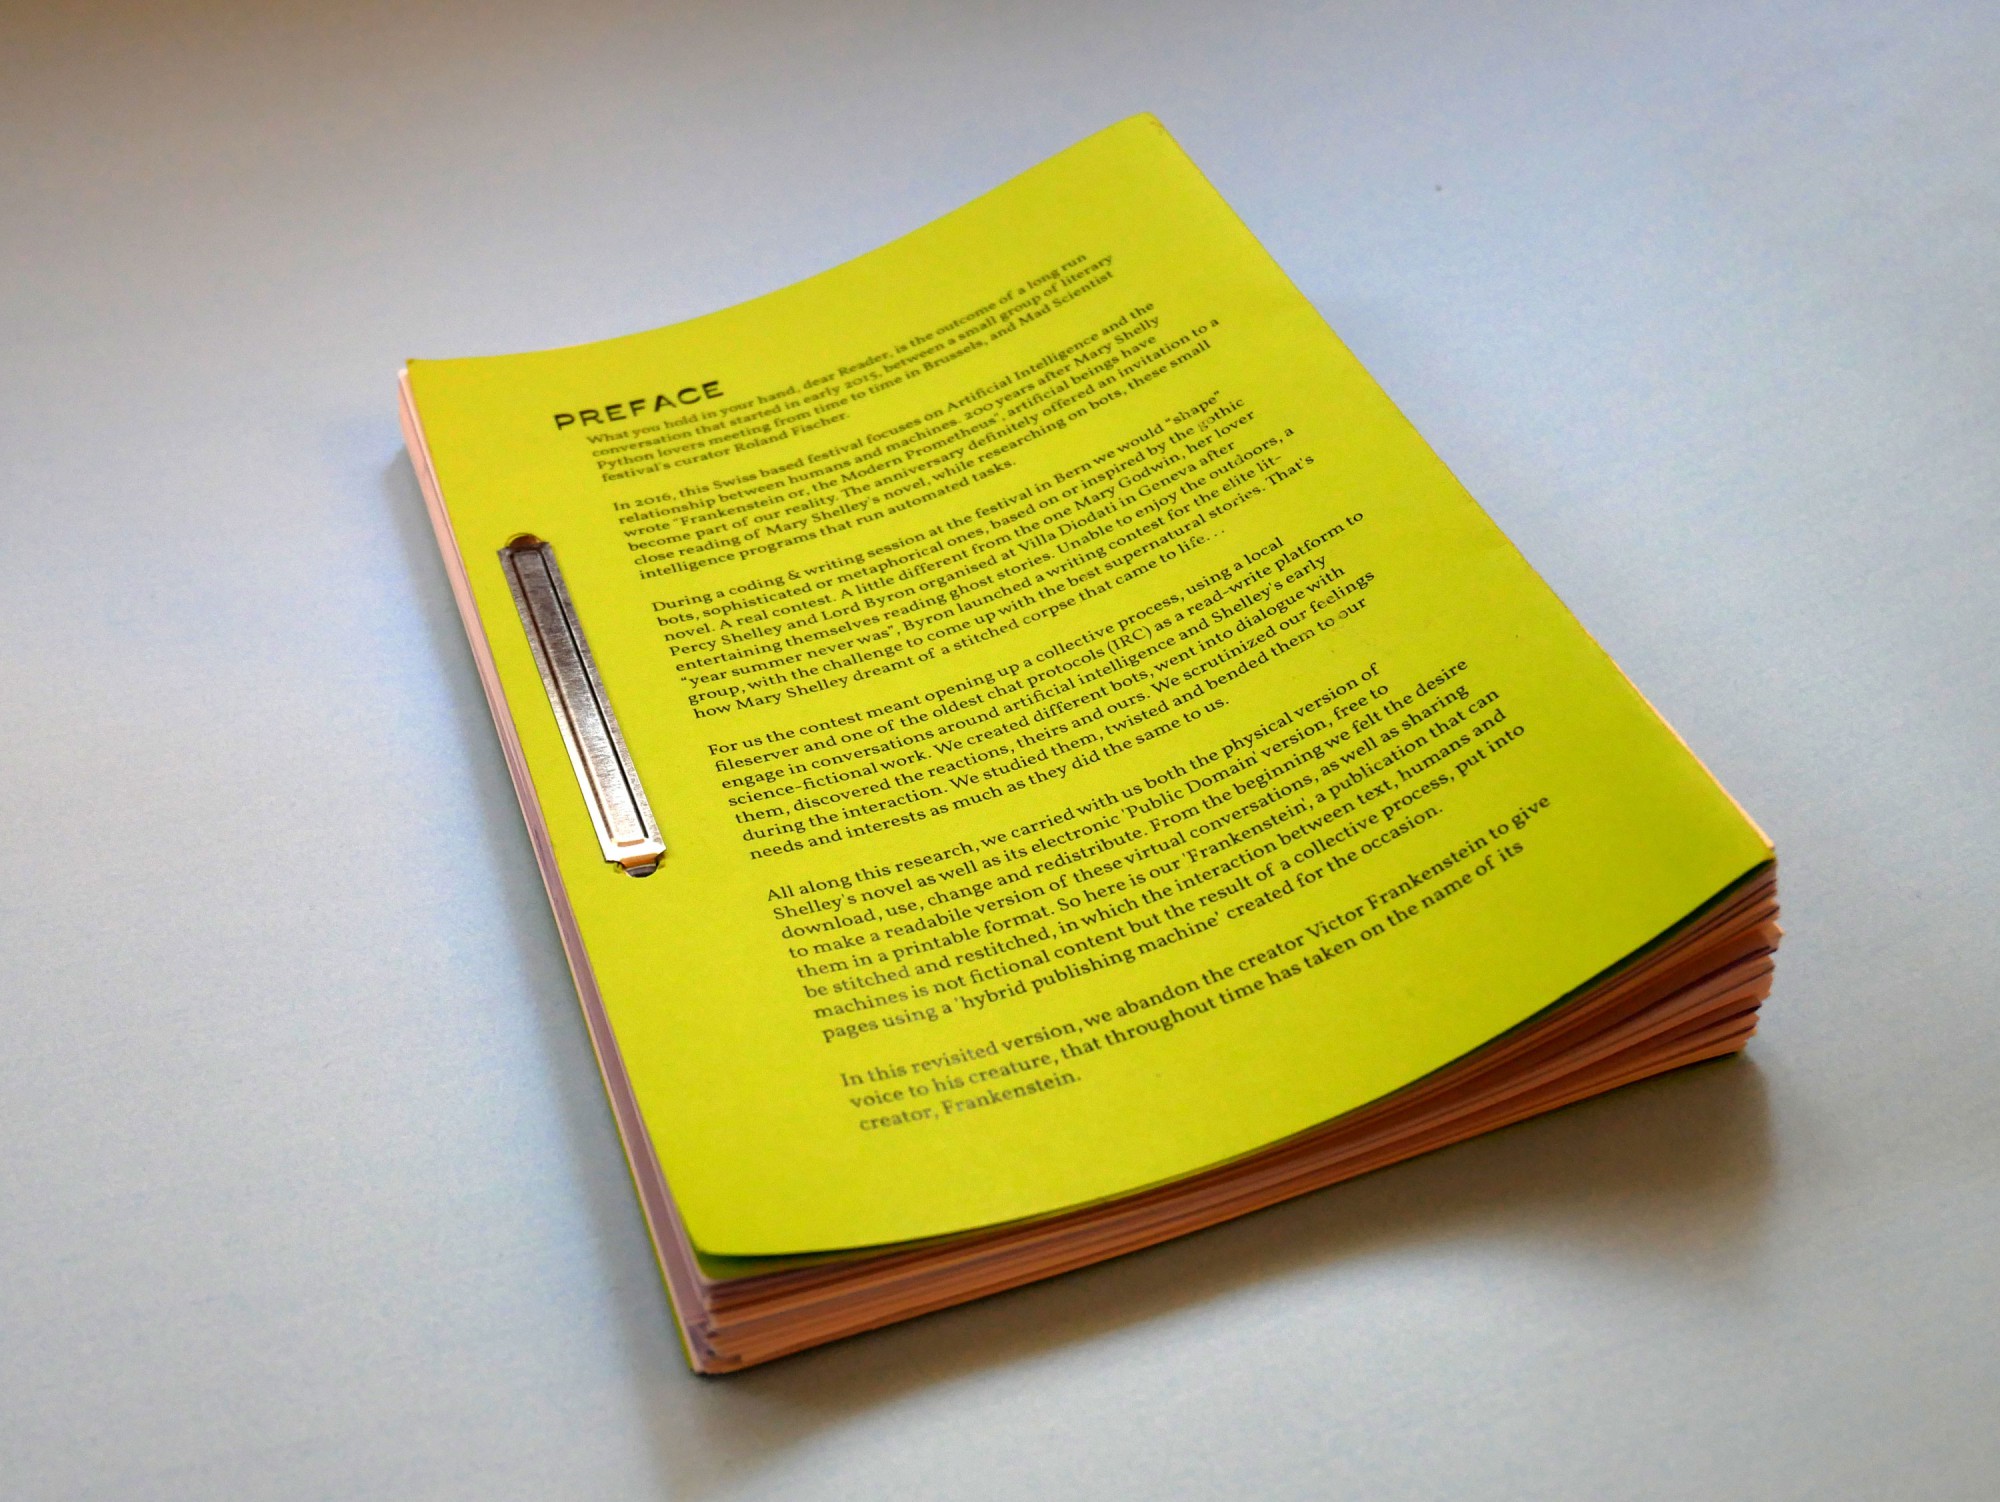 PREFACE
What you hold in your hand, dear Reader, is the outcome of a long run
conversation that started in early 2015, between a small group of literary
Python lovers meeting from time to time in Brussels, and Mad Scientist
festival's curator Roland Fischer.
In 2016, this Swiss based festival focuses on Artificial Intelligence and the
relationship between humans and machines. 200 years after Mary Shelly
wrote "Frankenstein or, the Modern Prometheus", artificial beings have
become part of our reality. The anniversary definitely offered an invitation to a
close reading of Mary Shelley's novel, while researching on bots, these small
intelligence programs that run automated tasks.
During a coding & writing session at the festival in Bern we would "shape"
bots, sophisticated or metaphorical ones, based on or inspired by the gothic
novel. A real contest. A little different from the one Mary Godwin, her lover
Percy Shelley and Lord Byron organised at Villa Diodati in Geneva after
entertaining themselves reading ghost stories. Unable to enjoy the outdoors, a
"year summer never was", Byron launched a writing contest for the elite lit-
group, with the challenge to come up with the best supernatural stories. That's
how Mary Shelley dreamt of a stitched corpse that came to life...
For us the contest meant opening up a collective process, using a local
fileserver and one of the oldest chat protocols (IRC) as a read-write platform to
engage in conversations around artificial intelligence and Shelley's early
science-fictional work. We created different bots, went into dialogue with
them, discovered the reactions, theirs and ours. We scrutinized our feelings
during the interaction. We studied them, twisted and bended them to our
needs and interests as much as they did the same to us.
All along this research, we carried with us both the physical version of
Shelley's novel as well as its electronic 'Public Domain' version, free to
download, use, change and redistribute. From the beginning we felt the desire
to make a readabile version of these virtual conversations, as well as sharing
them in a printable format. So here is our 'Frankenstein', a publication that can
be stitched and restitched, in which the interaction between text, humans and
machines is not fictional content but the result of a collective process, put into
pages using a 'hybrid publishing machine' created for the occasion.
In this revisited version, we abandon the creator Victor Frankenstein to give
voice to his creature, that throughout time has taken on the name of its
creator, Frankenstein.